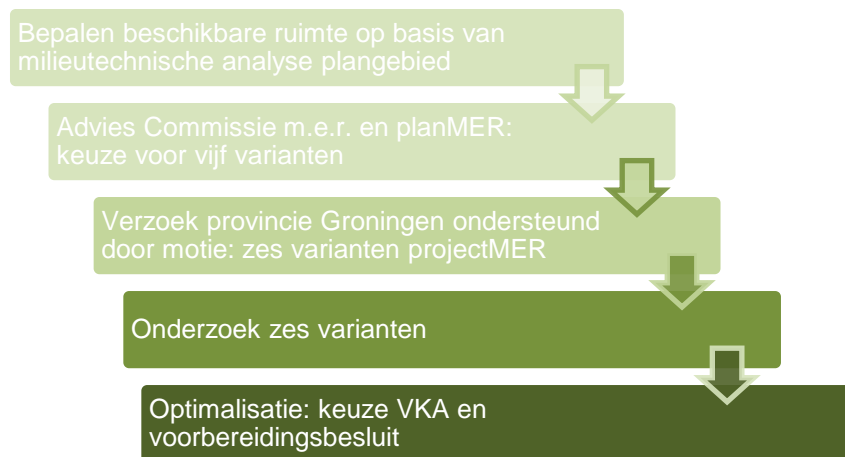 Bepalen beschikbare ruimte op basis van
milieutechnische analyse plangebied
Advies Commissie m.e.r. en planMER:
keuze voor vijf varianten
Verzoek provincie Groningen ondersteund
door motie: zes varianten projectMER
Onderzoek zes varianten
Optimalisatie: keuze VKA en
voorbereidingsbesluit